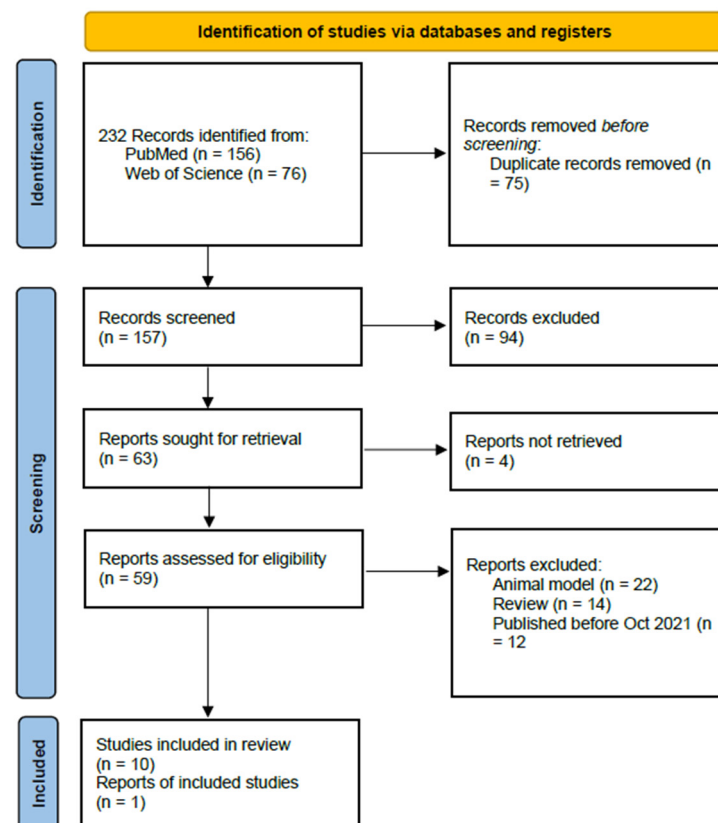 Identification of studies via databases and registers
Identification
232 Records identified from:
PubMed (n = 156)
Web of Science (n = 76)
Records removed before
screening:
Duplicate records removed (n
= 75)
Screening
Records screened
(n = 157)
Records excluded
(n = 94)
Reports sought for retrieval
(n = 63)
Reports not retrieved
(n = 4)
Reports assessed for eligibility
(n = 59)
Reports excluded:
Animal model (n = 22)
Review (n = 14)
Published before Oct 2021 (n
= 12
Included
Studies included in review
(n = 10)
Reports of included studies
(n = 1)